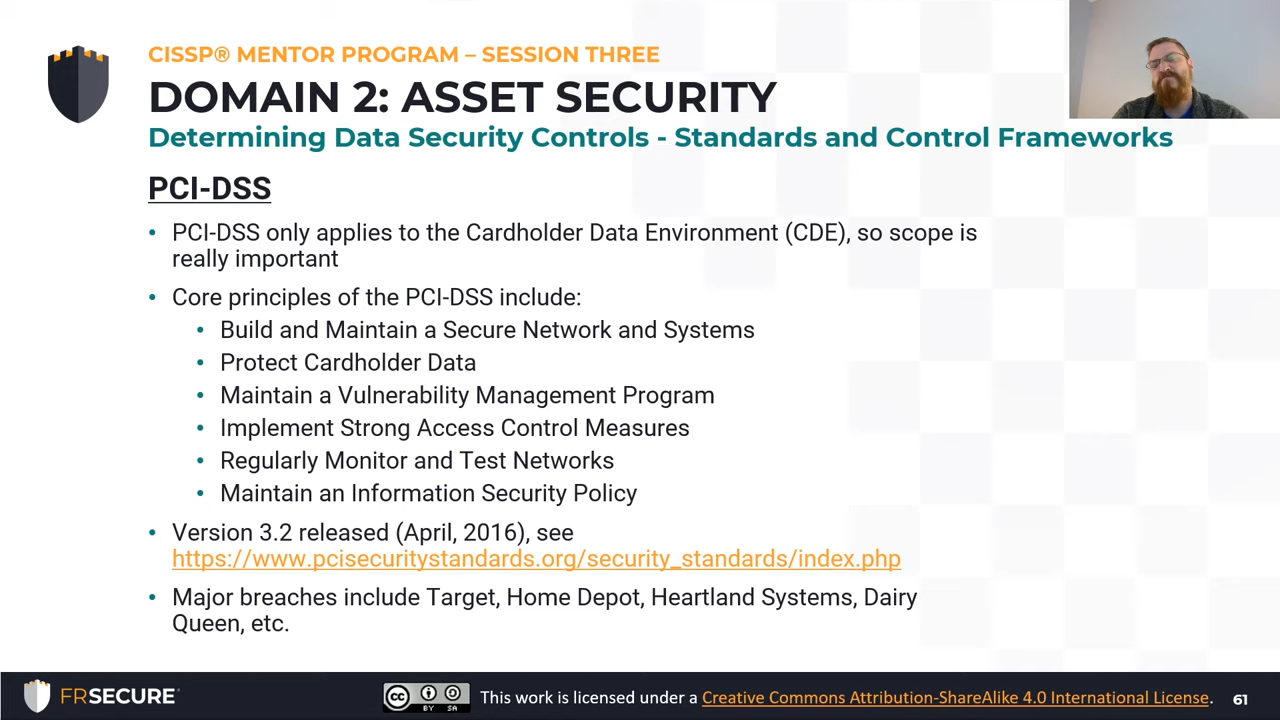 CISSP® MENTOR PROGRAM – SESSION THREE
DOMAIN 2: ASSET SECURITY
Determining Data Security Controls - Standards and Control Frameworks
PCI-DSS
• PCI-DSS only applies to the Cardholder Data Environment (CDE), so scope is
really important
• Core principles of the PCI-DSS include:
• Build and Maintain a Secure Network and Systems
• Protect Cardholder Data
• Maintain a Vulnerability Management Program
• Implement Strong Access Control Measures
• Regularly Monitor and Test Networks
• Maintain an Information Security Policy
• Version 3.2 released (April, 2016), see
https://www.pcisecuritystandards.org/security_standards/index.php
• Major breaches include Target, Home Depot, Heartland Systems, Dairy
Queen, etc.
FRSECURE®
cc BY SA
This work is licensed under a Creative Commons Attribution-ShareAlike 4.0 International License.
61